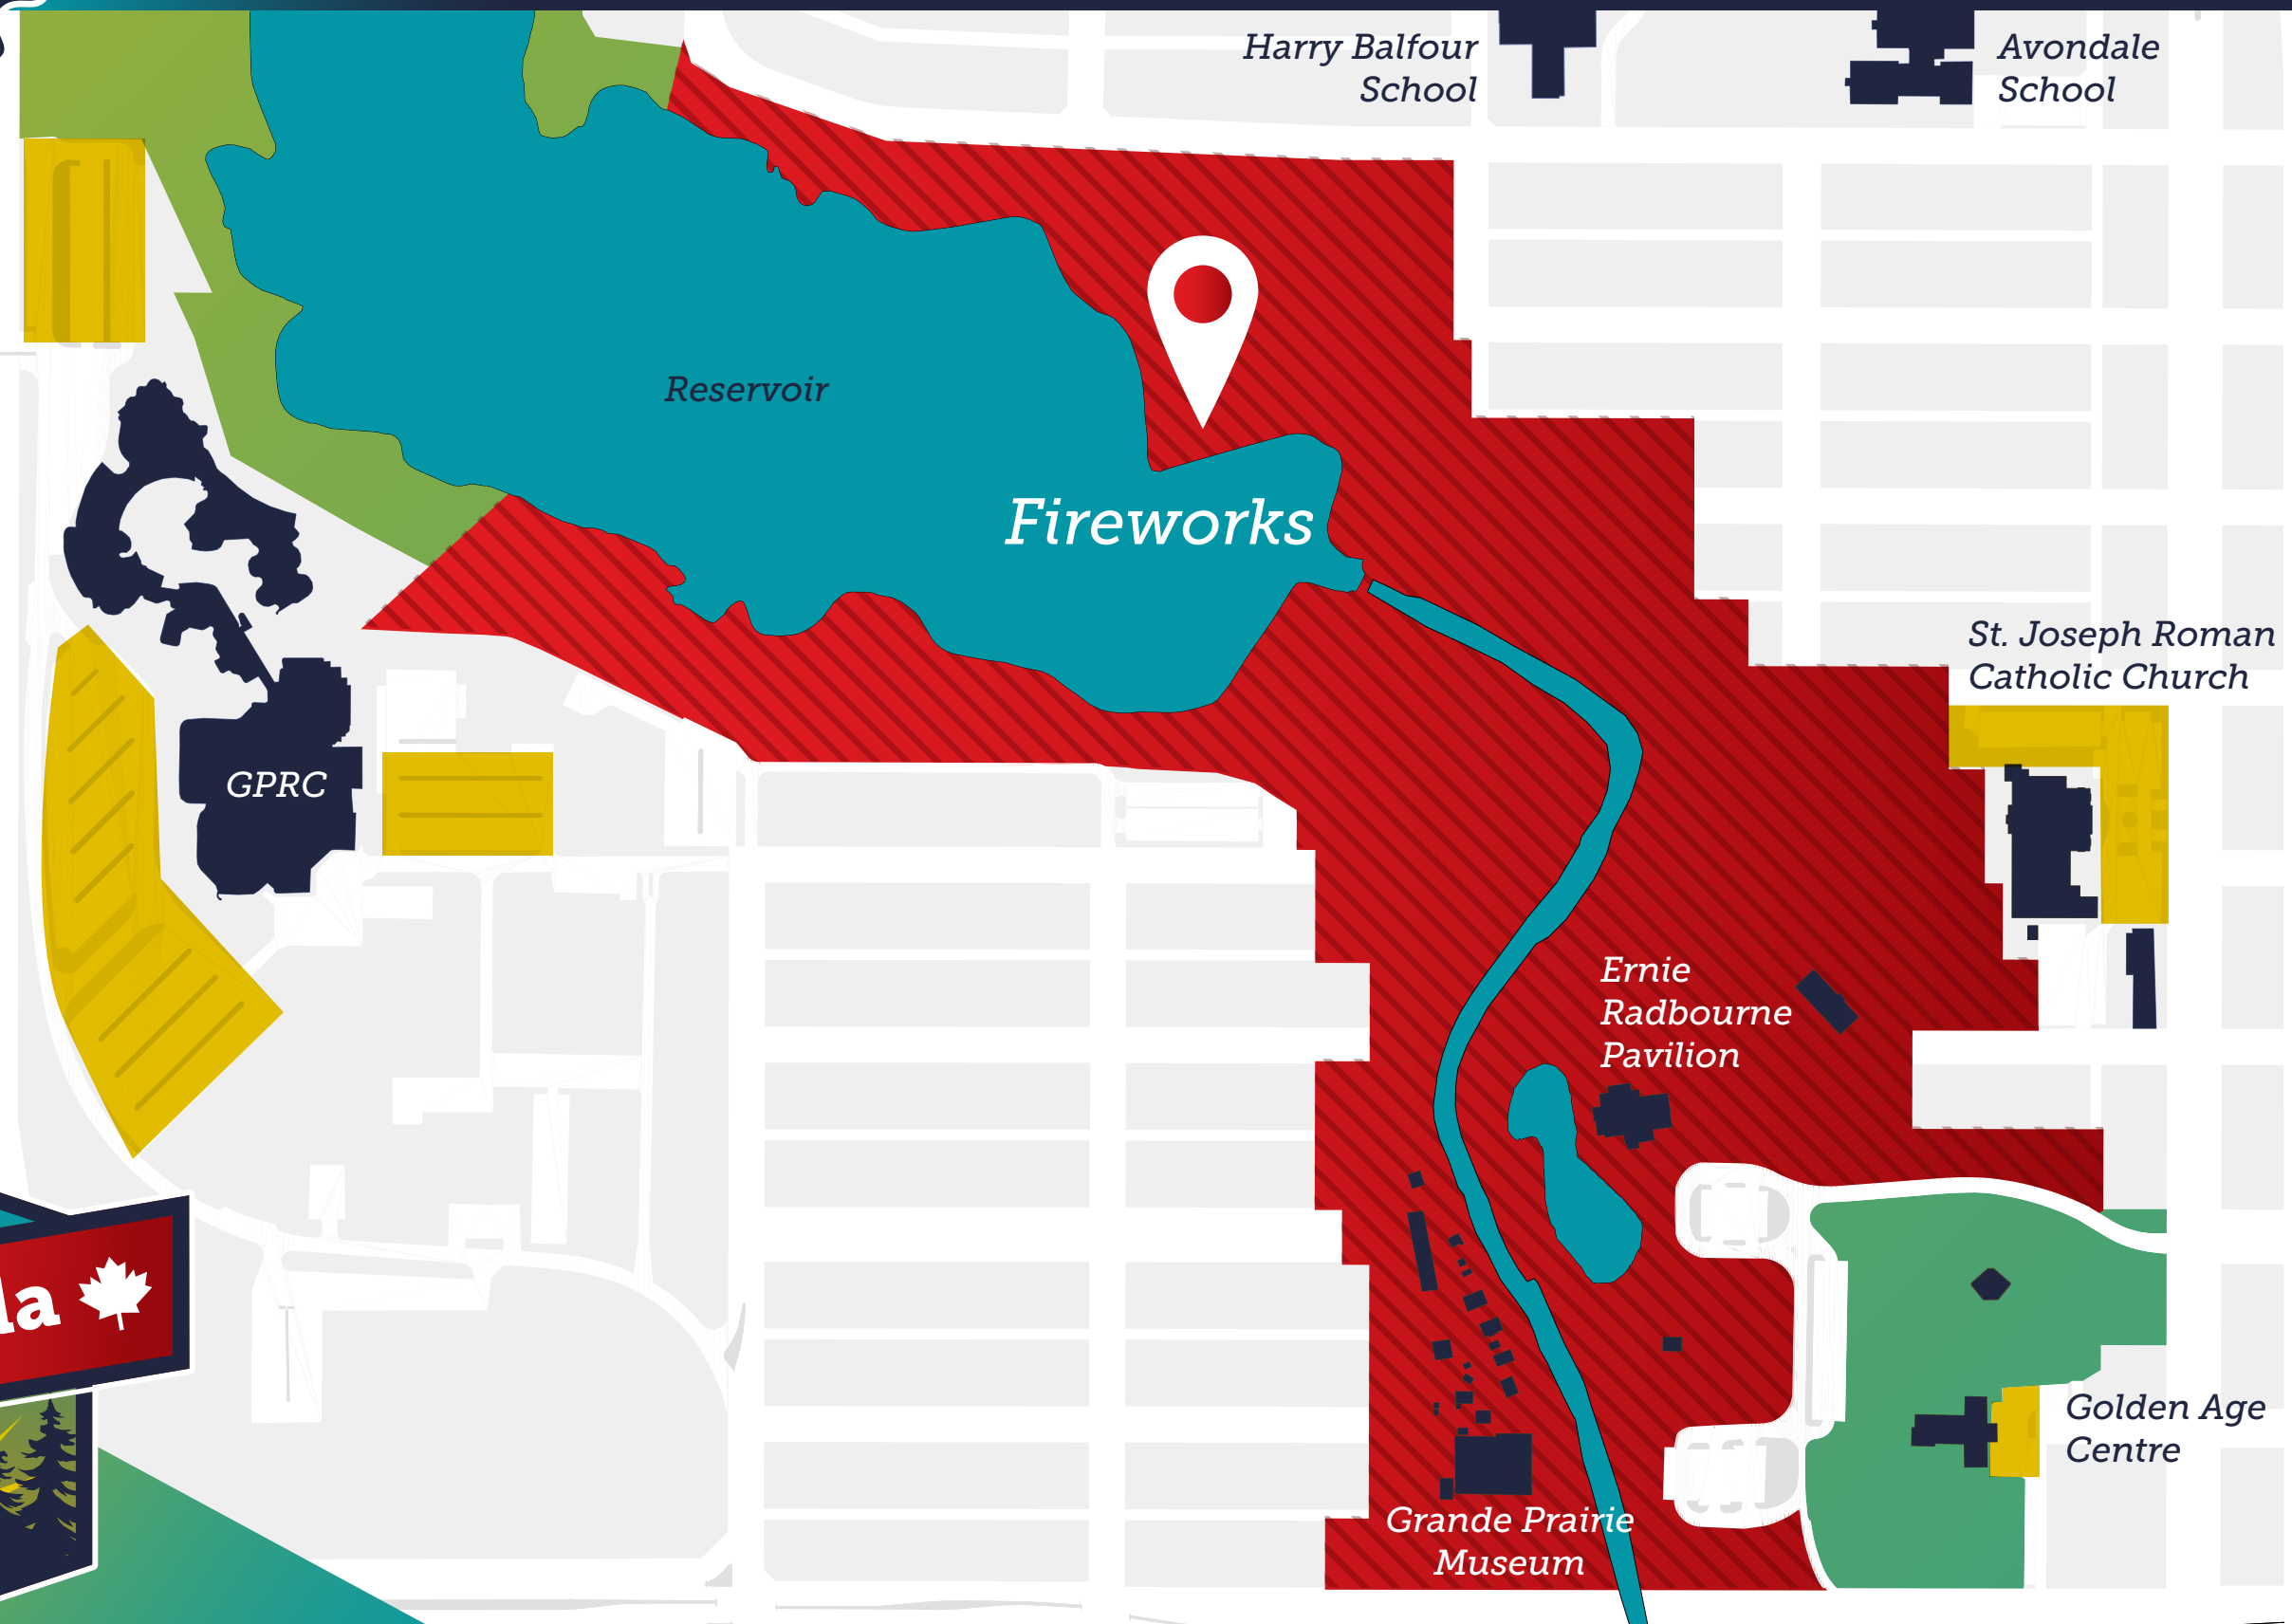 Harry Balfour
School
Avondale
School
Reservoir
Fireworks
St. Joseph Roman
Catholic Church
GPRC
Ernie
Radbourne
Pavilion
la
Golden Age
Centre
Grande Prairie
Museum